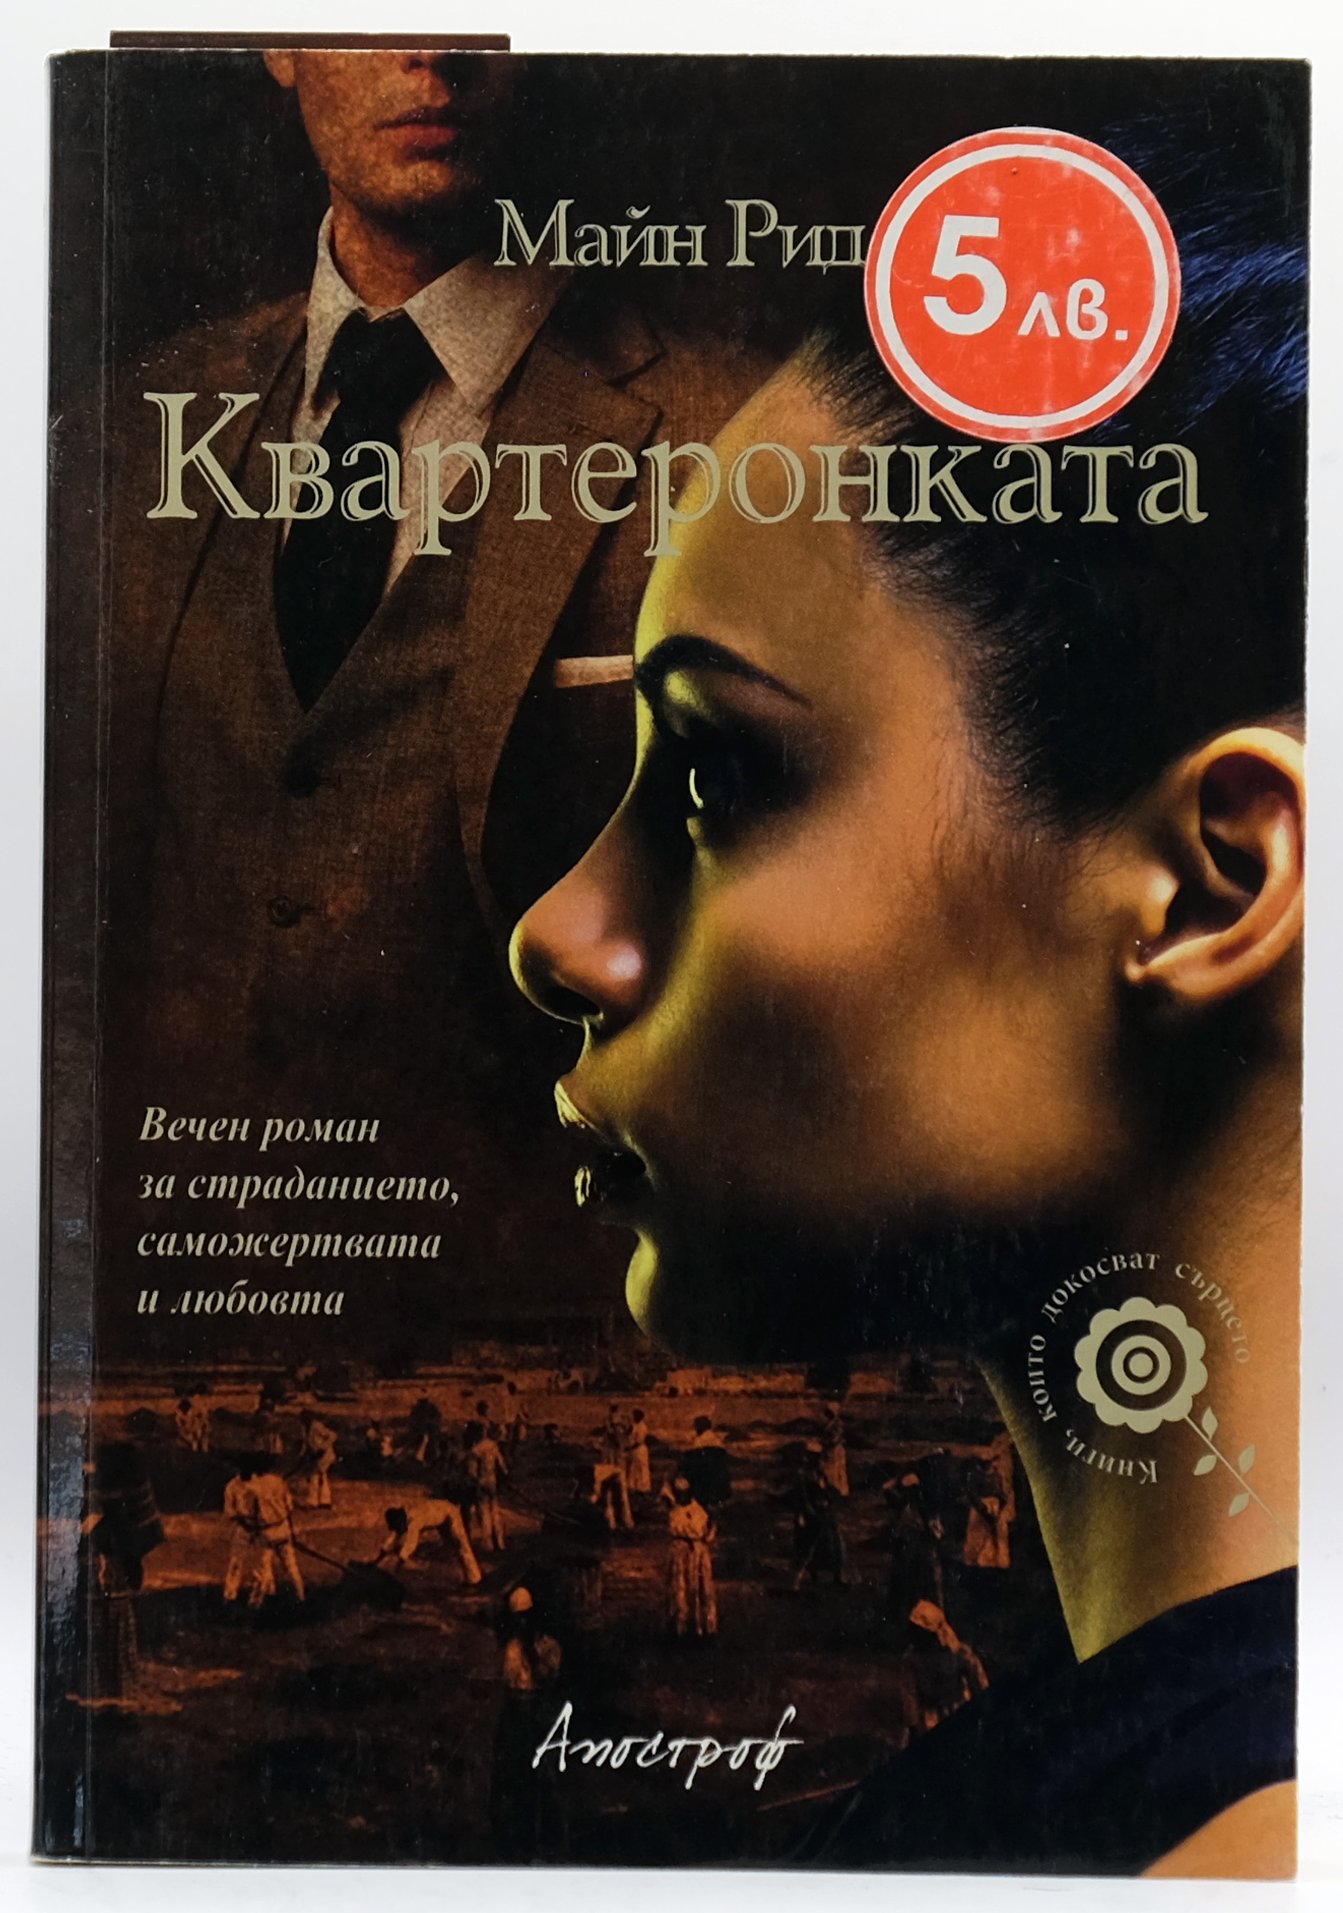 Майн Рид
5 лв.
Квартеронката
Вечен роман
за страданието,
саможертвата
и любовта
Книги, които докосват сърцето
Апостроф